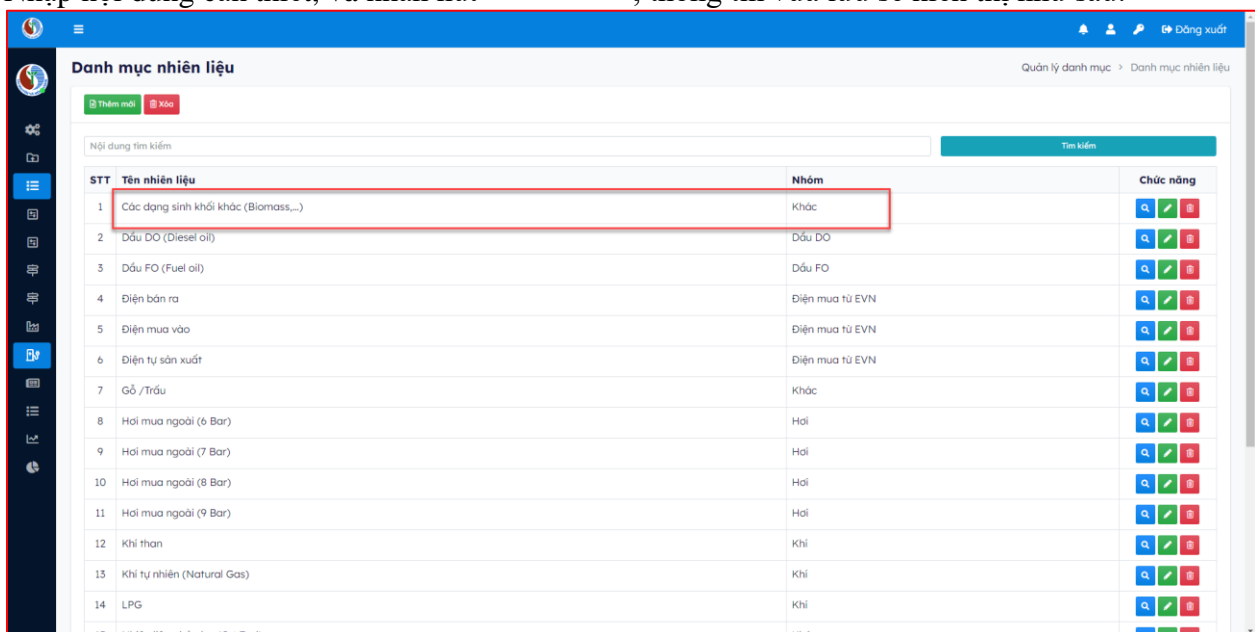 Đăng xuất
Danh mục nhiên liệu
Quản lý danh mục > Danh mục nhiên liệu
Thêm mới Xóa
Nội dung tìm kiếm Tìm kiếm
STT Tên nhiên liệu Nhóm Chức năng
1 Các dạng sinh khối khác (Biomass,...) Khác
2 Dầu DO (Diesel oil) Dầu DO
3 Dầu FO (Fuel oil) Dầu FO
4 Điện bán ra Điện mua từ EVN
5 Điện mua vào Điện mua từ EVN
6 Điện tự sản xuất Điện mua từ EVN
7 Gỗ /Trấu Khác
8 Hơi mua ngoài (6 Bar) Hơi
9 Hơi mua ngoài (7 Bar) Hơi
10 Hơi mua ngoài (8 Bar) Hơi
11 Hơi mua ngoài (9 Bar) Hơi
12 Khí than Khí
13 Khí tự nhiên (Natural Gas) Khí
14 LPG Khí